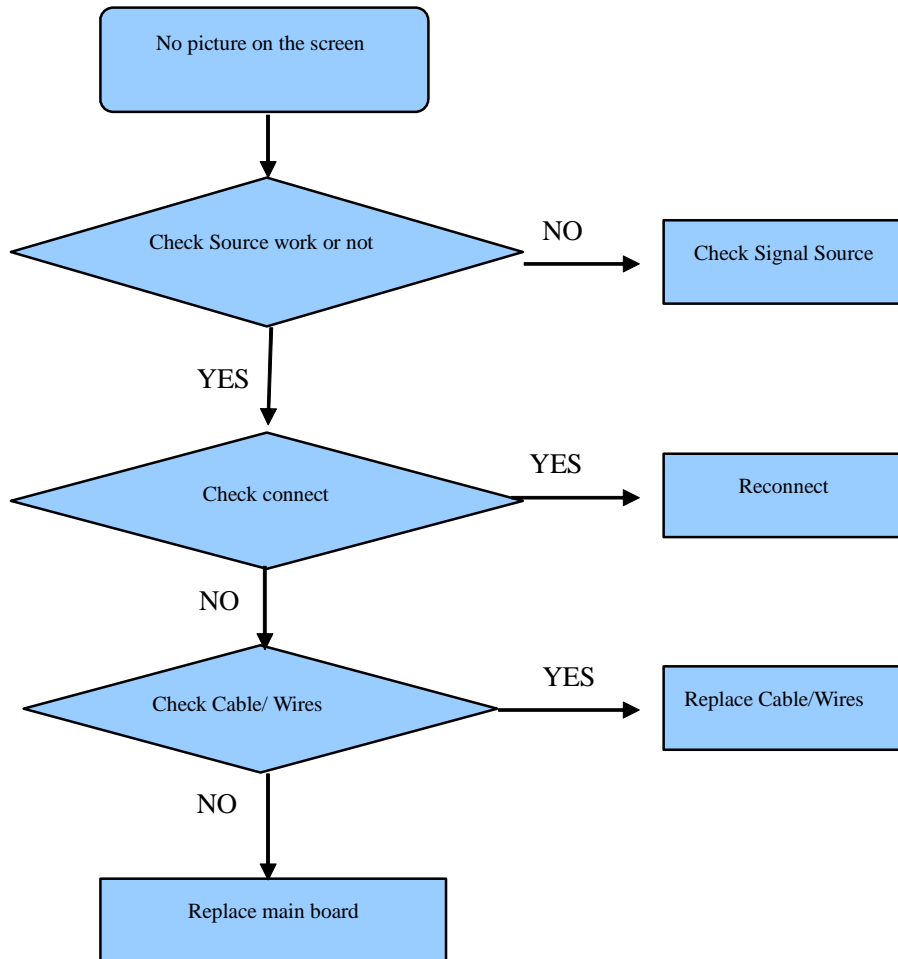 No picture on the screen
Check Source work or not
NO
Check Signal Source
YES
Check connect
YES
Reconnect
NO
Check Cable/ Wires
YES
Replace Cable/Wires
NO
Replace main board